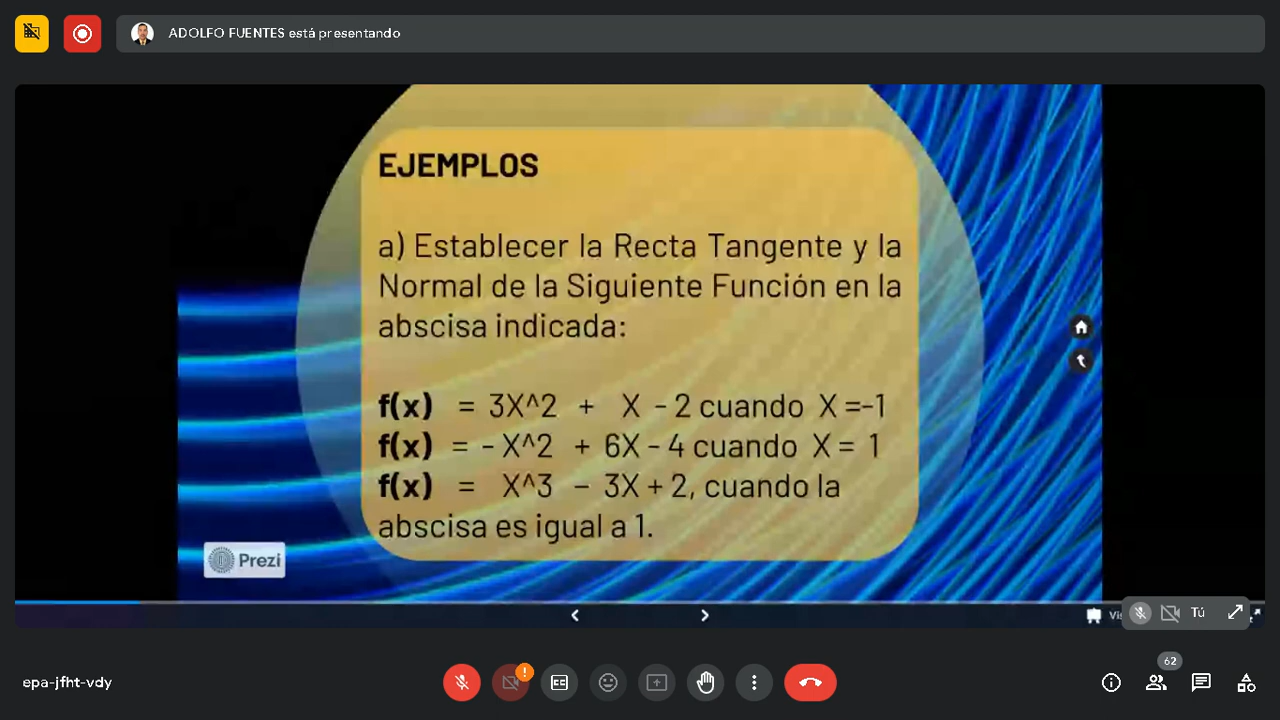 ADOLFO FUENTES está presentando
EJEMPLOS
a) Establecer la Recta Tangente y la
Normal de la Siguiente Función en la
abscisa indicada:
f(x) = 3X^2 + X - 2 cuando X =-1
f(x) = - X^2 + 6X - 4 cuando X = 1
f(x) = X^3 - 3X + 2, cuando la
abscisa es igual a 1.
Prezi
Tú
62
epa-jfht-vdy